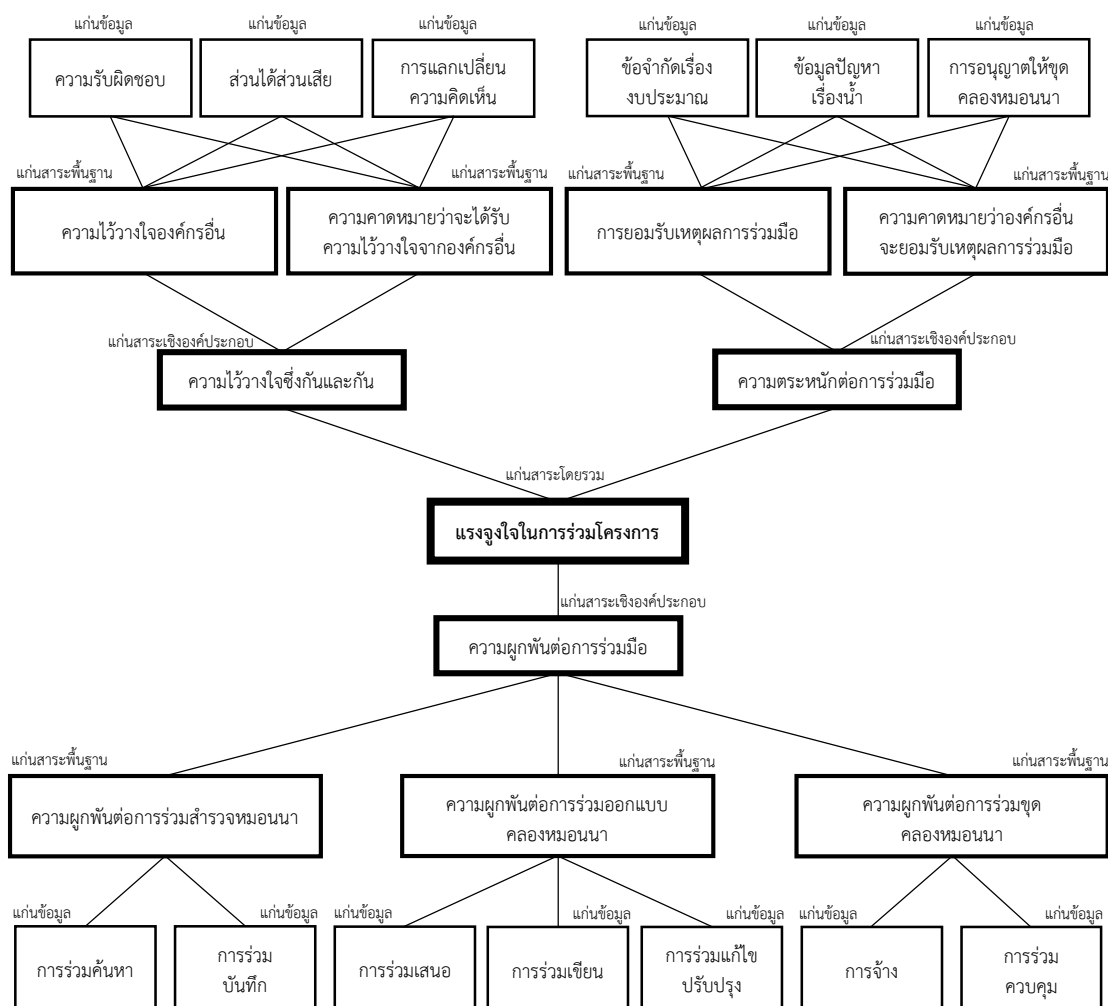 แก่นข้อมูล แก่นข้อมูล แก่นข้อมูล แก่นข้อมูล แก่นข้อมูล แก่นข้อมูล
ความรับผิดชอบ
ส่วนได้ส่วนเสีย
การแลกเปลี่ยน
ความคิดเห็น
ข้อจำกัดเรื่อง
งบประมาณ
ข้อมูลปัญหา
เรื่องน้ำ
การอนุญาตให้ขุด
คลองหมอนนา
แก่นสาระพื้นฐาน แก่นสาระพื้นฐาน แก่นสาระพื้นฐาน แก่นสาระพื้นฐาน
ความไว้วางใจองค์กรอื่น
ความคาดหมายว่าจะได้รับ
ความไว้วางใจจากองค์กรอื่น
การยอมรับเหตุผลการร่วมมือ
ความคาดหมายว่าองค์กรอื่น
จะยอมรับเหตุผลการร่วมมือ
แก่นสาระเชิงองค์ประกอบ แก่นสาระเชิงองค์ประกอบ
ความไว้วางใจซึ่งกันและกัน
ความตระหนักต่อการร่วมมือ
แก่นสาระโดยรวม
แรงจูงใจในการร่วมโครงการ
แก่นสาระเชิงองค์ประกอบ
ความผูกพันต่อการร่วมมือ
แก่นสาระพื้นฐาน แก่นสาระพื้นฐาน แก่นสาระพื้นฐาน
ความผูกพันต่อการร่วมสำรวจหมอนนา
ความผูกพันต่อการร่วมออกแบบ
คลองหมอนนา
ความผูกพันต่อการร่วมขุด
คลองหมอนนา
แก่นข้อมูล แก่นข้อมูล แก่นข้อมูล แก่นข้อมูล แก่นข้อมูล แก่นข้อมูล แก่นข้อมูล
การร่วมค้นหา
การร่วม
บันทึก
การร่วมเสนอ
การร่วมเขียน
การร่วมแก้ไข
ปรับปรุง
การจ้าง
การร่วม
ควบคุม